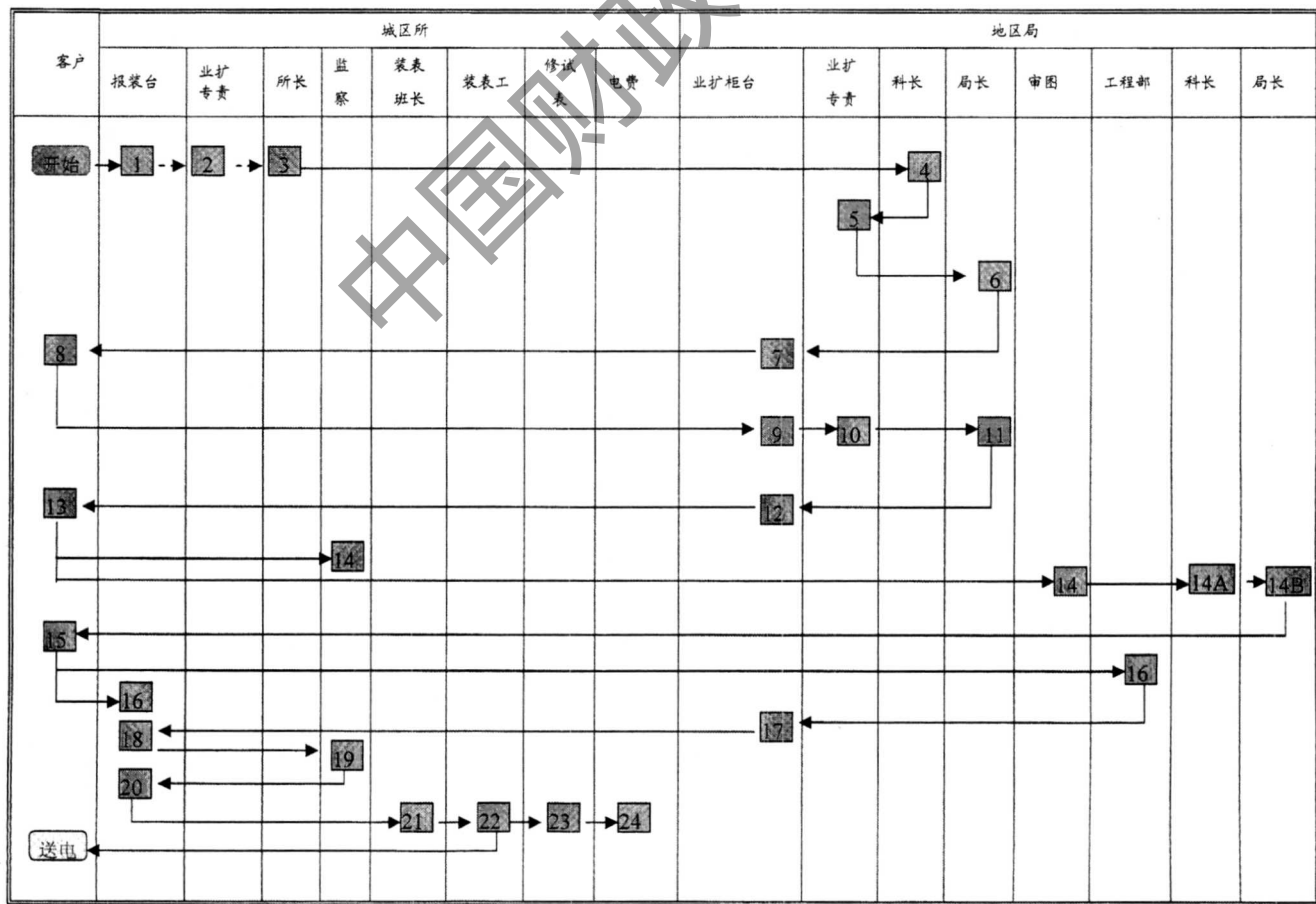 城区所 地区局
客户 报装台 业扩专责 所长 监察 装表班长 装表工 修试表 电费 业扩柜台 业扩专责 科长 局长 审图 工程部 科长 局长
开始 1 2 3 4
5
6
8 7
9 10 11
13 12
14
14 14A 14B
15
16
16
18 17
19
20
21 22 23 24
送电
中国财政